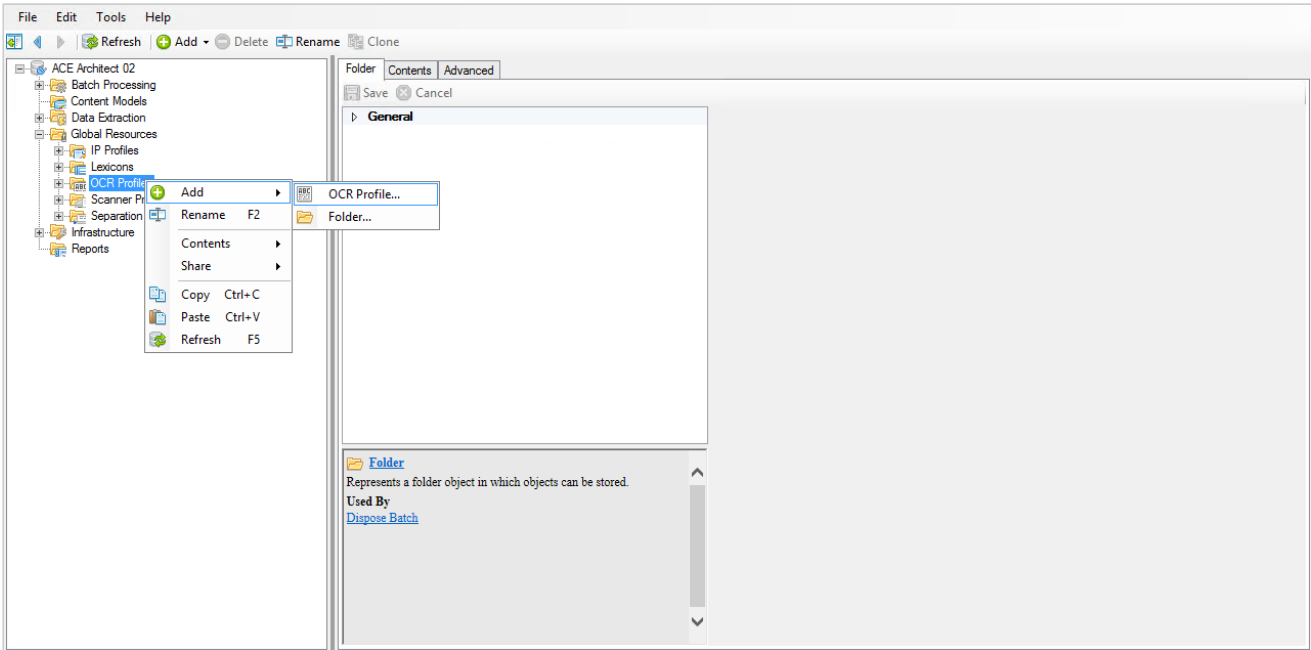 File Edit Tools Help
Refresh Add Delete Rename Clone
ACE Architect 02
Batch Processing
Content Models
Data Extraction
Global Resources
IP Profiles
Lexicons
OCR Profile
Scanner Pr
Separation
Infrastructure
Reports
Add
Rename F2
Contents
Share
Copy Ctrl+C
Paste Ctrl+V
Refresh F5
OCR Profile...
Folder...
Folder Contents Advanced
Save Cancel
General
Folder
Represents a folder object in which objects can be stored.
Used By
Dispose Batch